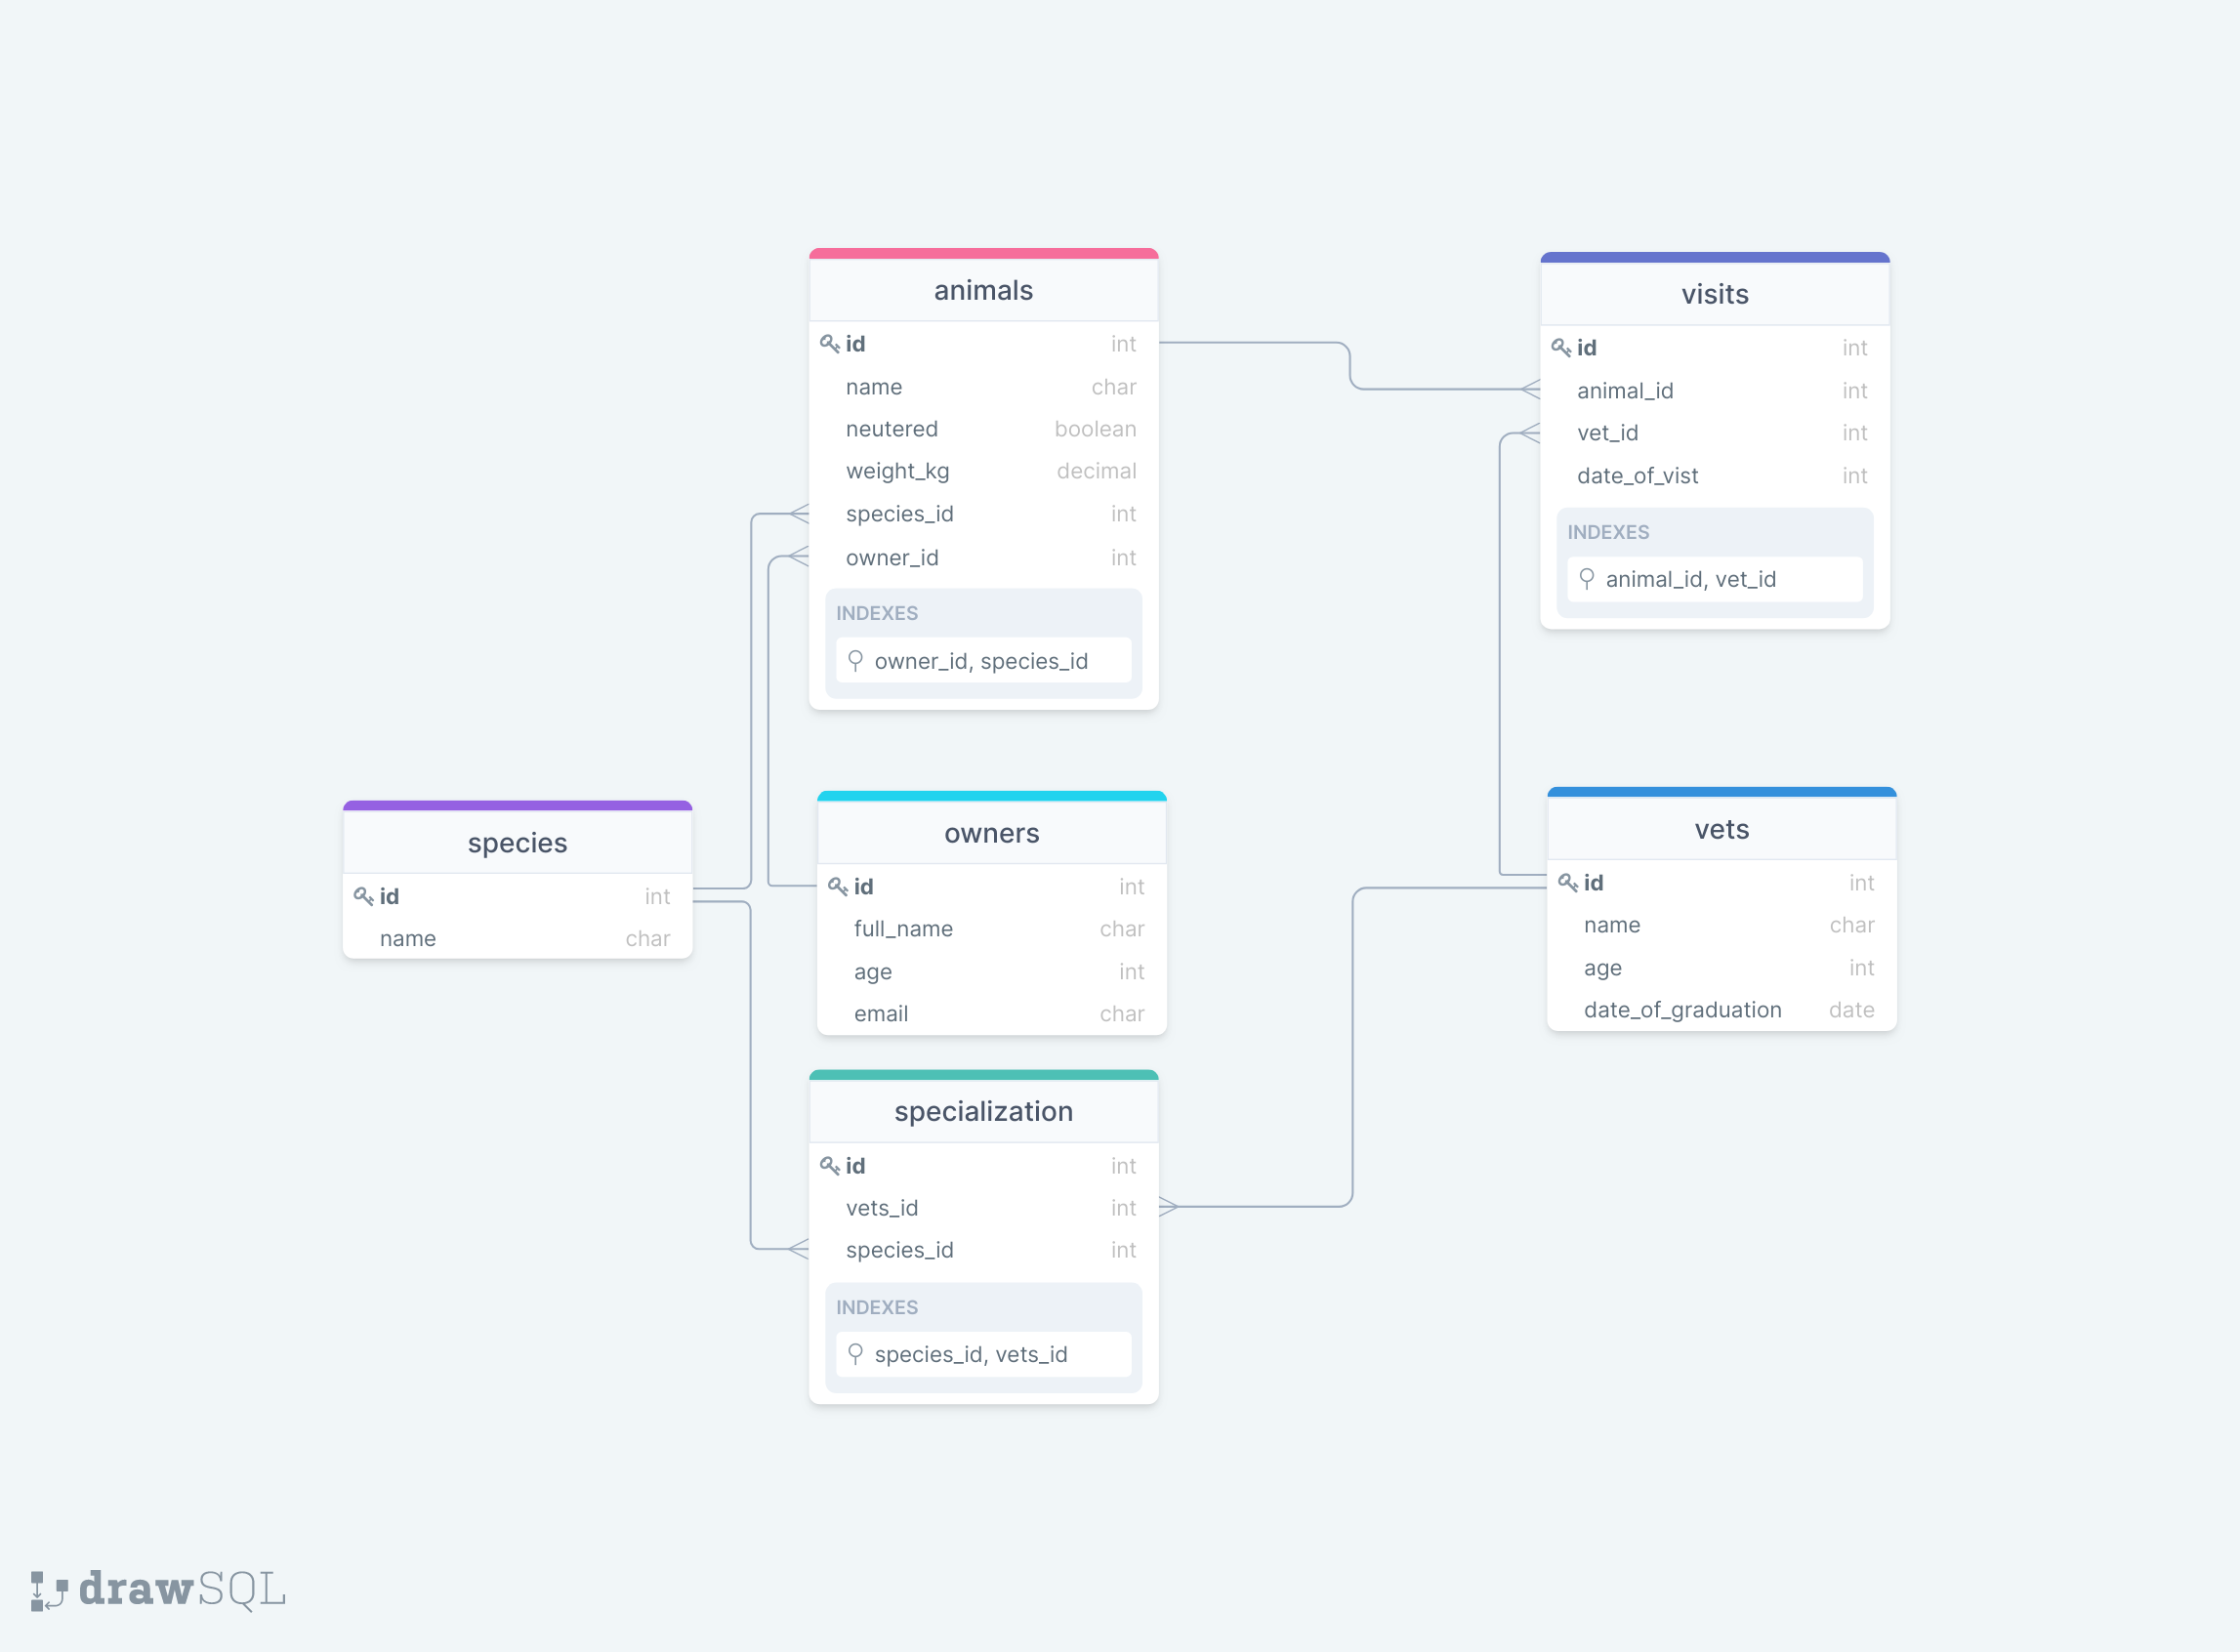 animals
id int
name char
neutered boolean
weight_kg decimal
species_id int
owner_id int
INDEXES
owner_id, species_id
visits
id int
animal_id int
vet_id int
date_of_vist int
INDEXES
animal_id, vet_id
species
id int
name char
owners
id int
full_name char
age int
email char
vets
id int
name char
age int
date_of_graduation date
specialization
id int
vets_id int
species_id int
INDEXES
species_id, vets_id
drawSQL